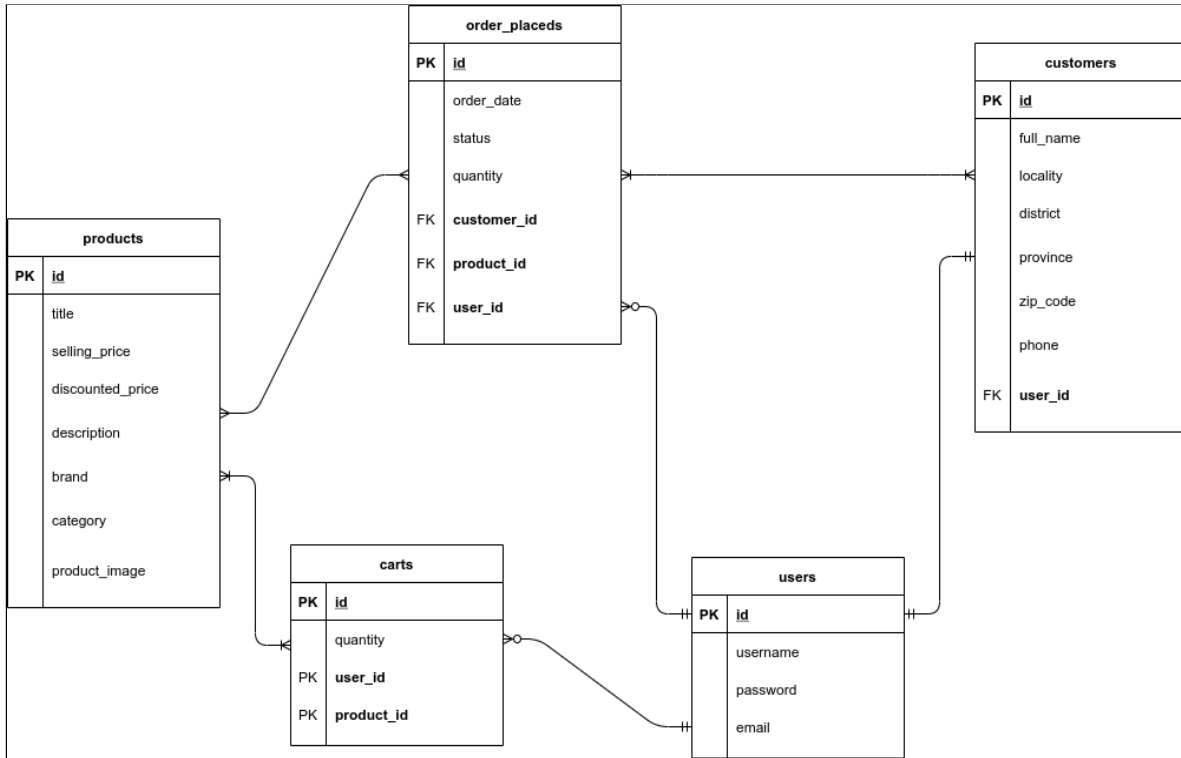 order_placeds
PK id
order_date
status
quantity
FK customer_id
FK product_id
FK user_id
customers
PK id
full_name
locality
district
province
zip_code
phone
FK user_id
products
PK id
title
selling_price
discounted_price
description
brand
category
product_image
carts
PK id
quantity
PK user_id
PK product_id
users
PK id
username
password
email